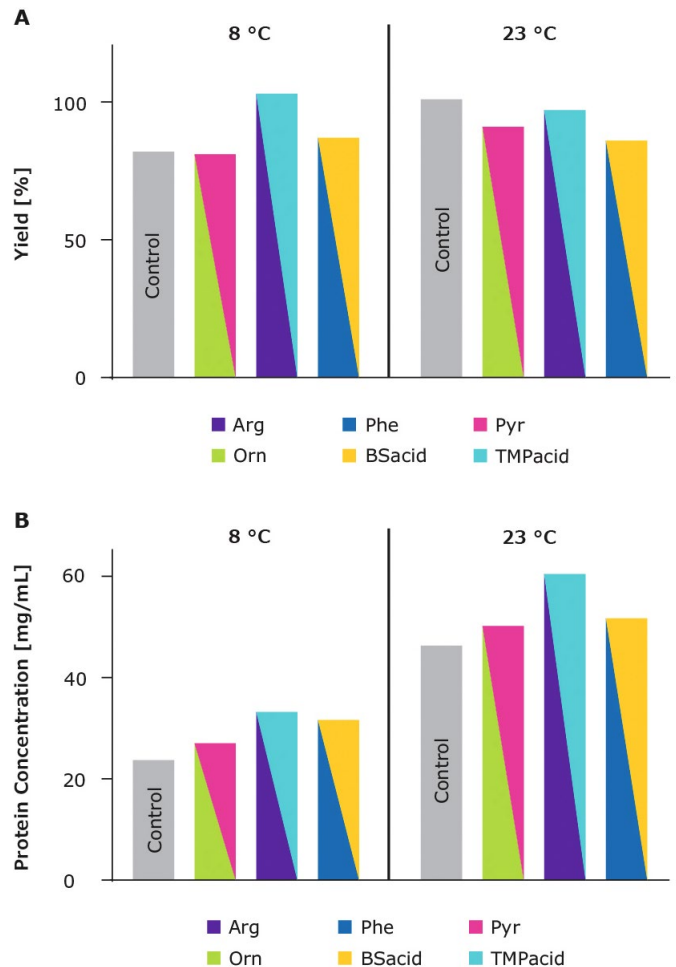 A
8 °C
23 °C
Yield [%]
100
50
0
Control
Control
Arg
Phe
Pyr
Orn
BSacid
TMPacid
B
8 °C
23 °C
Protein Concentration [mg/mL]
60
40
20
0
Control
Control
Arg
Phe
Pyr
Orn
BSacid
TMPacid